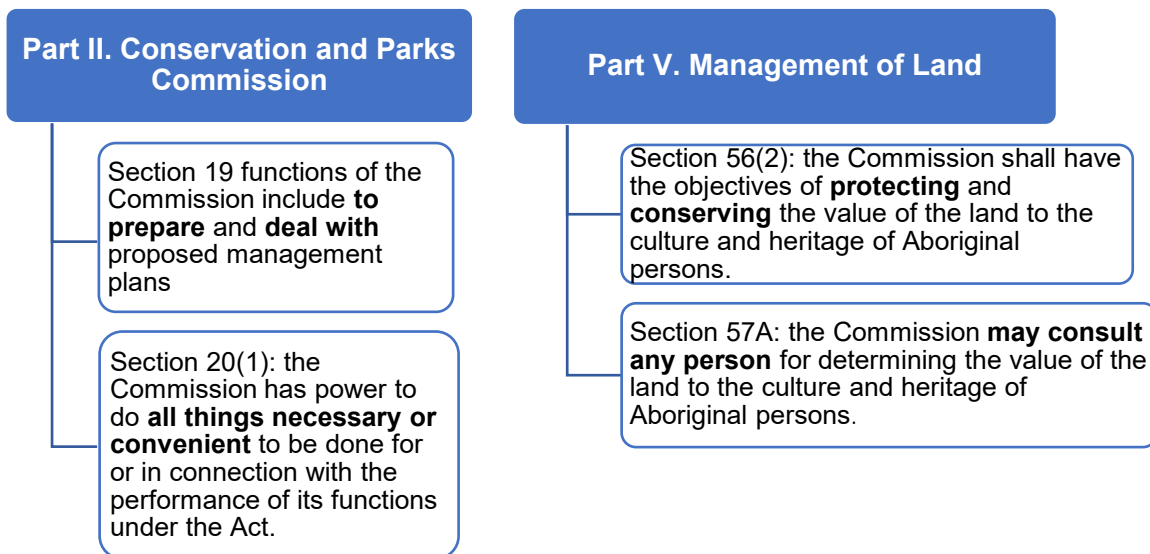 Part II. Conservation and Parks
Commission
Section 19 functions of the
Commission include to
prepare and deal with
proposed management
plans
Section 20(1): the
Commission has power to
do all things necessary or
convenient to be done for
or in connection with the
performance of its functions
under the Act.
Part V. Management of Land
Section 56(2): the Commission shall have
the objectives of protecting and
conserving the value of the land to the
culture and heritage of Aboriginal
persons.
Section 57A: the Commission may consult
any person for determining the value of the
land to the culture and heritage of
Aboriginal persons.